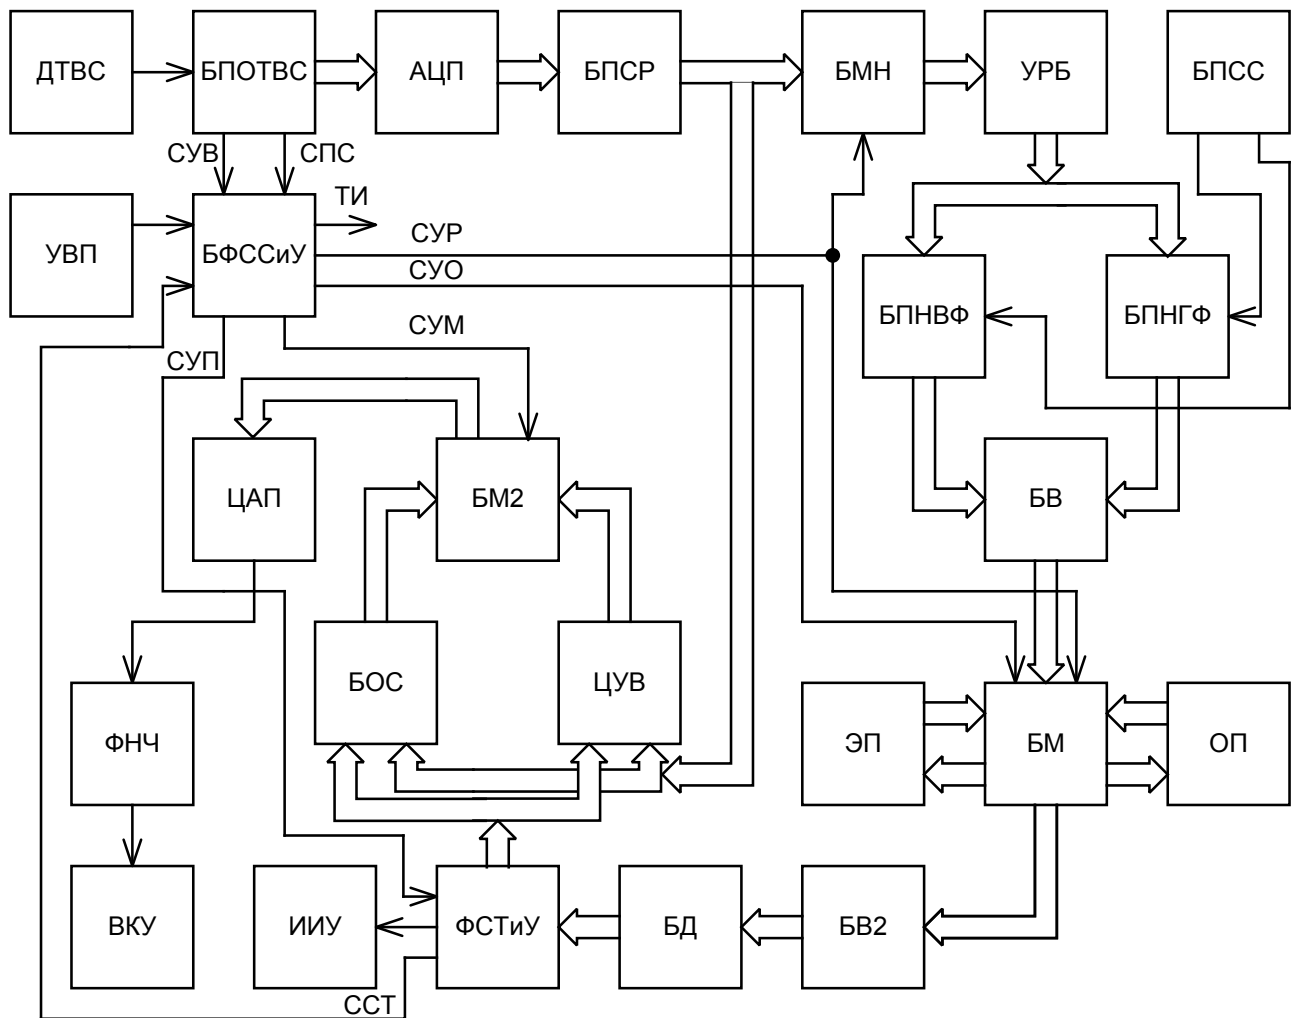 ДТВС
БПОТВС
АЦП
БПСР
БМН
УРБ
БПСС
СУВ
СПС
ТИ
УВП
БФССиУ
СУР
СУО
СУМ
СУП
БПНВФ
БПНГФ
ЦАП
БМ2
БВ
БОС
ЦУВ
ФНЧ
ЭП
БМ
ОП
ВКУ
ИИУ
ФСТиУ
БД
БВ2
ССТ